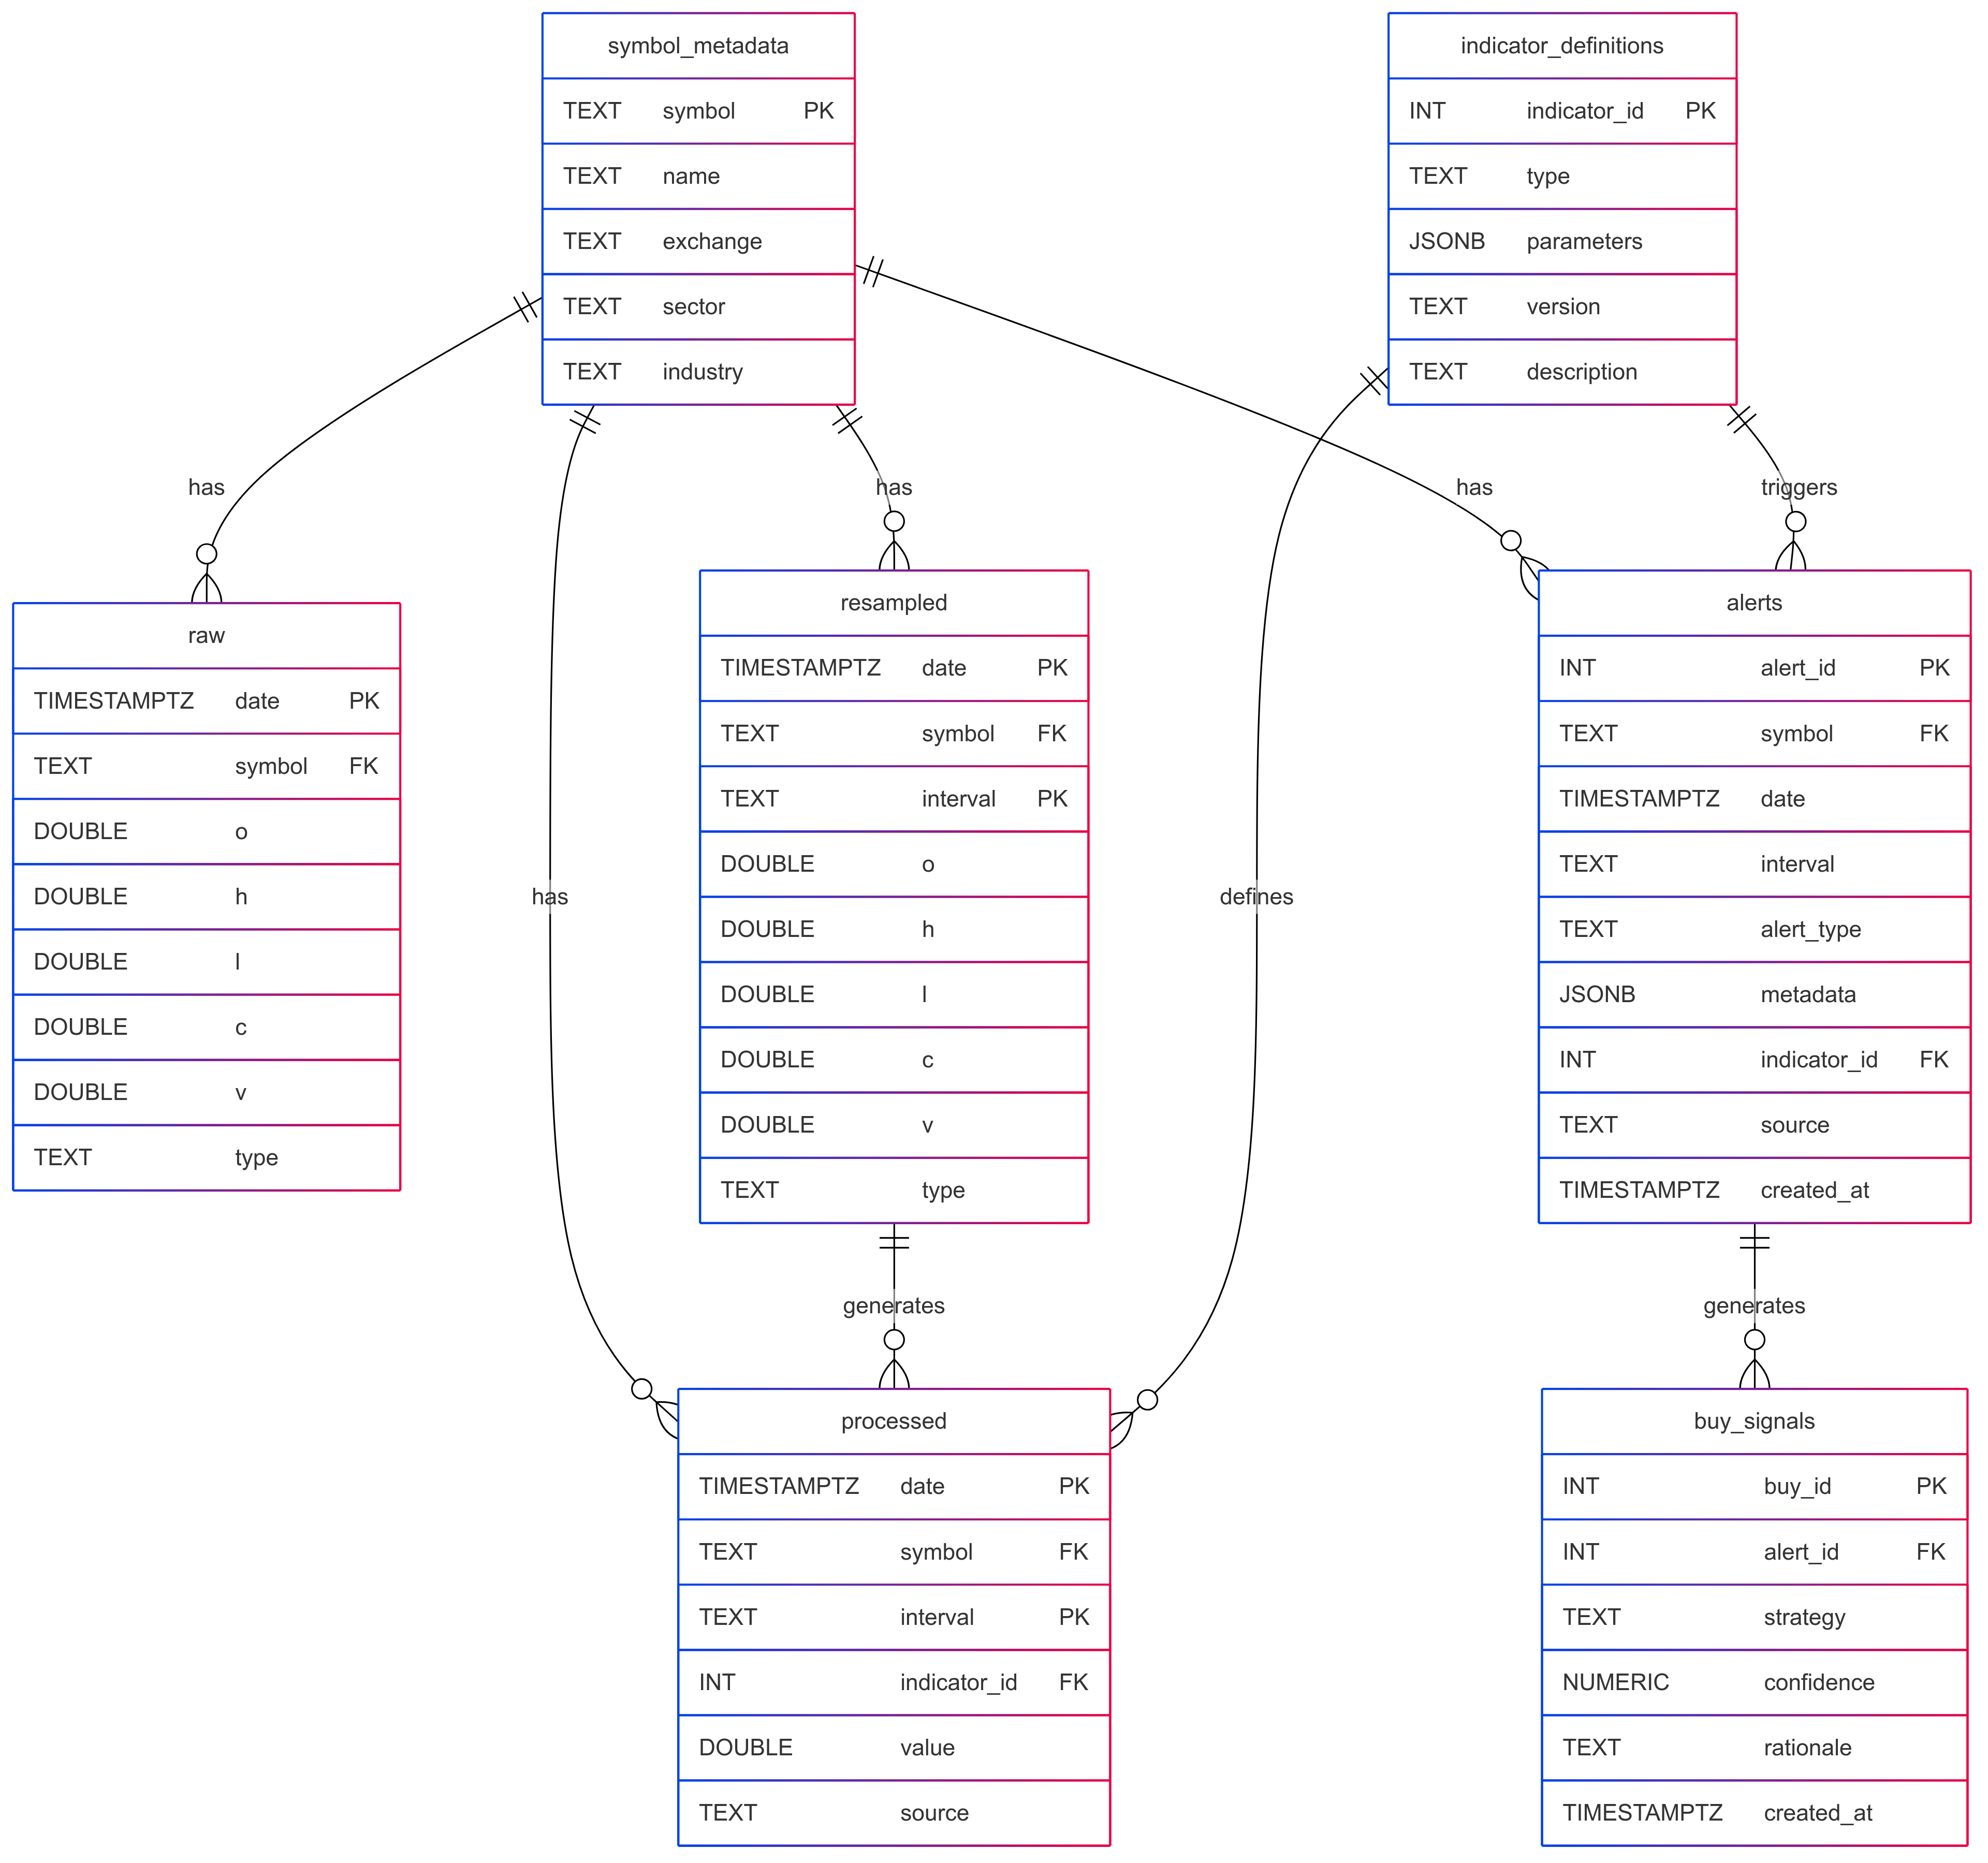 symbol_metadata
TEXT symbol PK
TEXT name
TEXT exchange
TEXT sector
TEXT industry
indicator_definitions
INT indicator_id PK
TEXT type
JSONB parameters
TEXT version
TEXT description
has
has
has
triggers
raw
TIMESTAMPTZ date PK
TEXT symbol FK
DOUBLE o
DOUBLE h
DOUBLE l
DOUBLE c
DOUBLE v
TEXT type
has
resampled
TIMESTAMPTZ date PK
TEXT symbol FK
TEXT interval PK
DOUBLE o
DOUBLE h
DOUBLE l
DOUBLE c
DOUBLE v
TEXT type
defines
alerts
INT alert_id PK
TEXT symbol FK
TIMESTAMPTZ date
TEXT interval
TEXT alert_type
JSONB metadata
INT indicator_id FK
TEXT source
TIMESTAMPTZ created_at
generates
generates
processed
TIMESTAMPTZ date PK
TEXT symbol FK
TEXT interval PK
INT indicator_id FK
DOUBLE value
TEXT source
buy_signals
INT buy_id PK
INT alert_id FK
TEXT strategy
NUMERIC confidence
TEXT rationale
TIMESTAMPTZ created_at